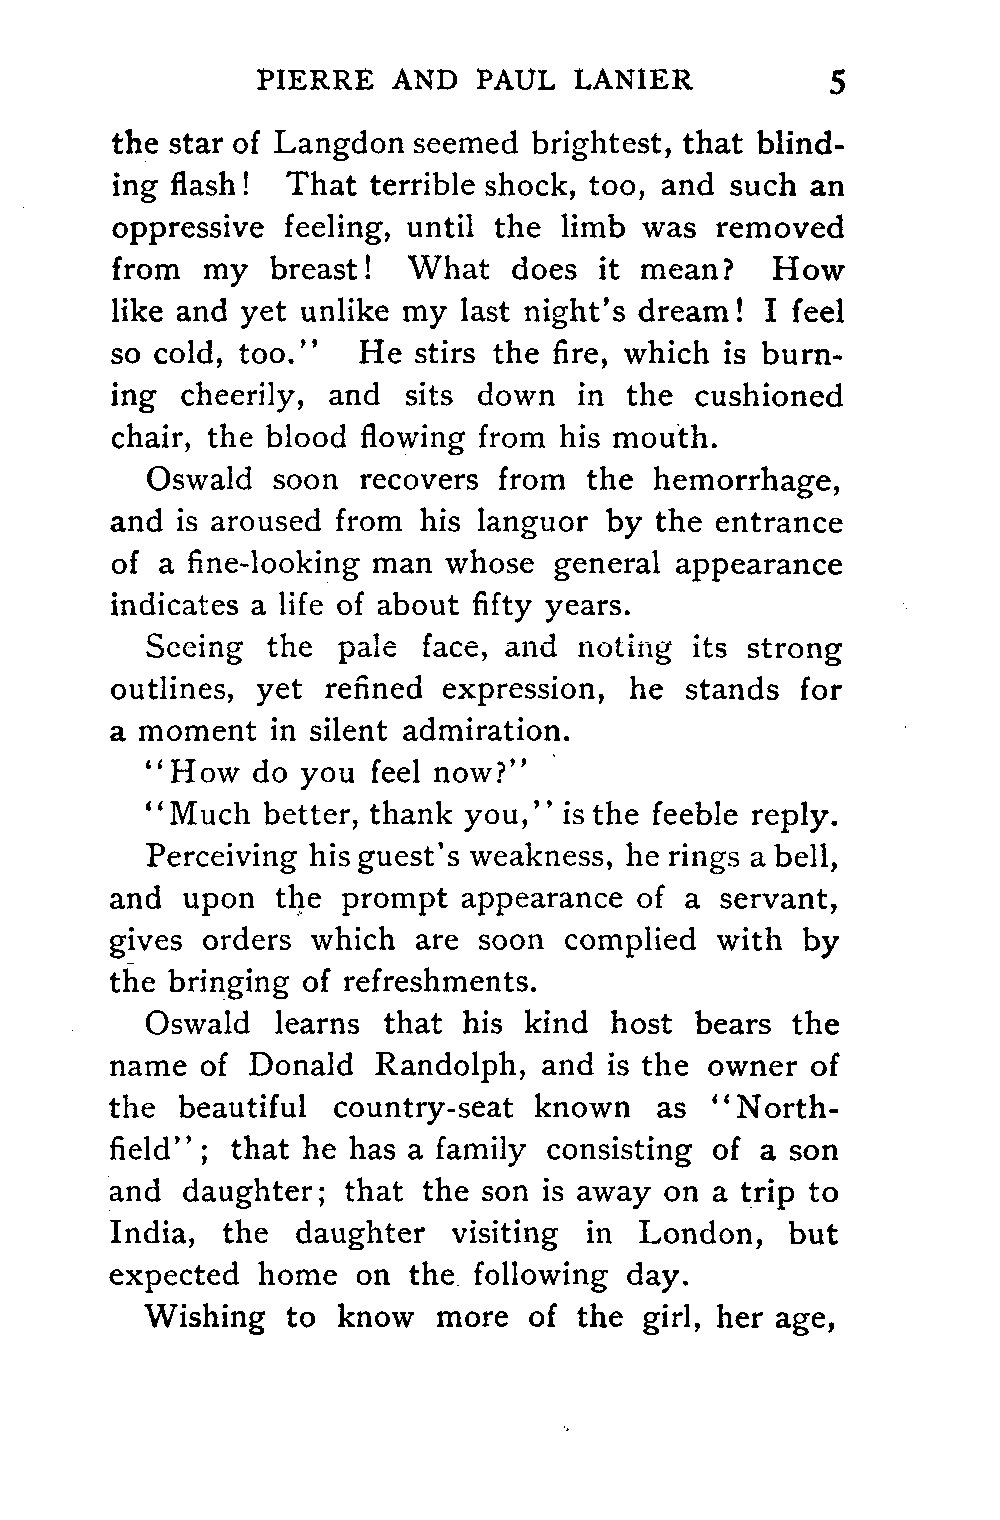 PIERRE AND PAUL LANIER 5
the star of Langdon seemed brightest, that blind-
ing flash! That terrible shock, too, and such an
oppressive feeling, until the limb was removed
from my breast! What does it mean? How
like and yet unlike my last night's dream! I feel
so cold, too.'' He stirs the fire, which is burn-
ing cheerily, and sits down in the cushioned
chair, the blood flowing from his mouth.
Oswald soon recovers from the hemorrhage,
and is aroused from his languor by the entrance
of a fine-looking man whose general appearance
indicates a life of about fifty years.
Seeing the pale face, and noting its strong
outlines, yet refined expression, he stands for
a moment in silent admiration.
‘‘How do you feel now?’’
‘‘Much better, thank you,’’ is the feeble reply.
Perceiving his guest's weakness, he rings a bell,
and upon the prompt appearance of a servant,
gives orders which are soon complied with by
the bringing of refreshments.
Oswald learns that his kind host bears the
name of Donald Randolph, and is the owner of
the beautiful country-seat known as ‘‘North-
field’’; that he has a family consisting of a son
and daughter; that the son is away on a trip to
India, the daughter visiting in London, but
expected home on the following day.
Wishing to know more of the girl, her age,